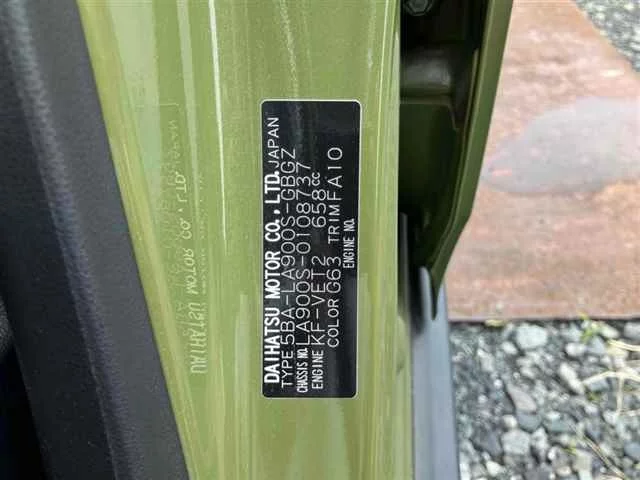 DAIHATSU MOTOR CO., LTD. JAPAN
TYPE 5BA-LA900S-GBGZ
CHASSIS NO. LA900S-0108737
ENGINE KF-VET2 658CC
COLOR G63 TRIM FA10
ENGINE NO.